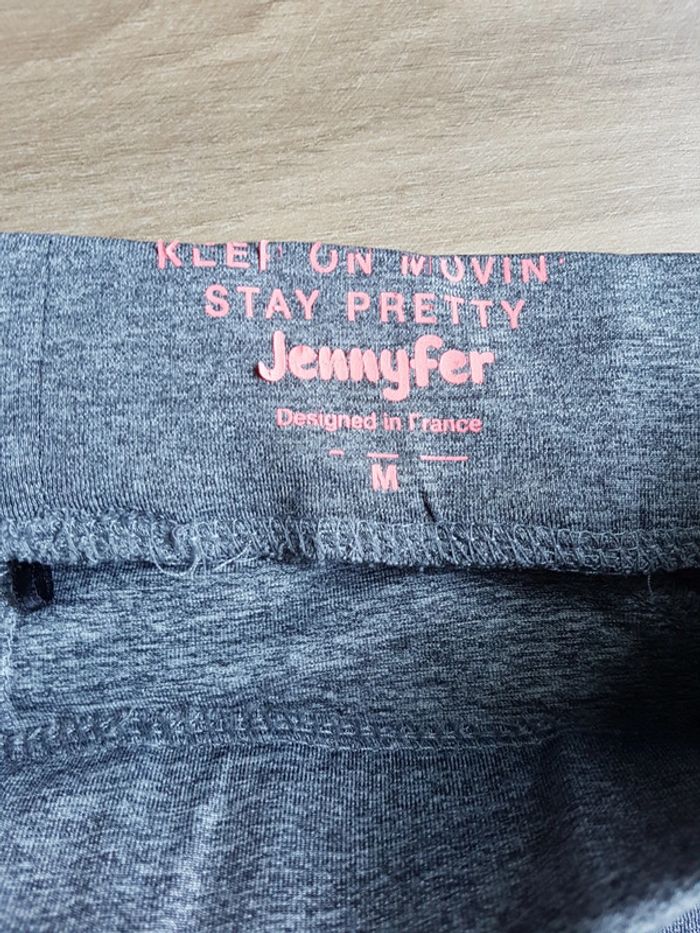 KEEP ON MOVIN'
STAY PRETTY
Jennyfer
Designed in France
M